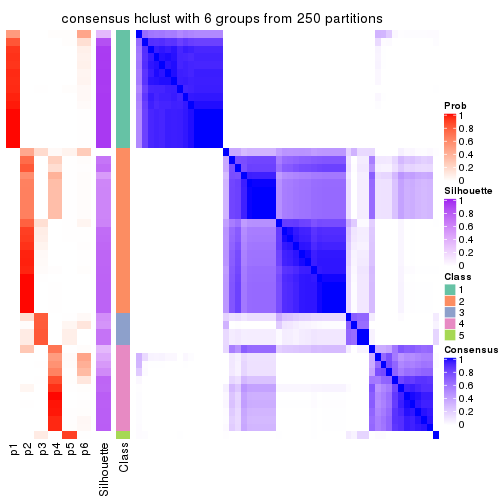 consensus hclust with 6 groups from 250 partitions
Prob
1
0.8
0.6
0.4
0.2
0
Silhouette
1
0.8
0.6
0.4
0.2
0
Class
1
2
3
4
5
Consensus
1
0.8
0.6
0.4
0.2
0
p1
p2
p3
p4
p5
p6
Silhouette
Class